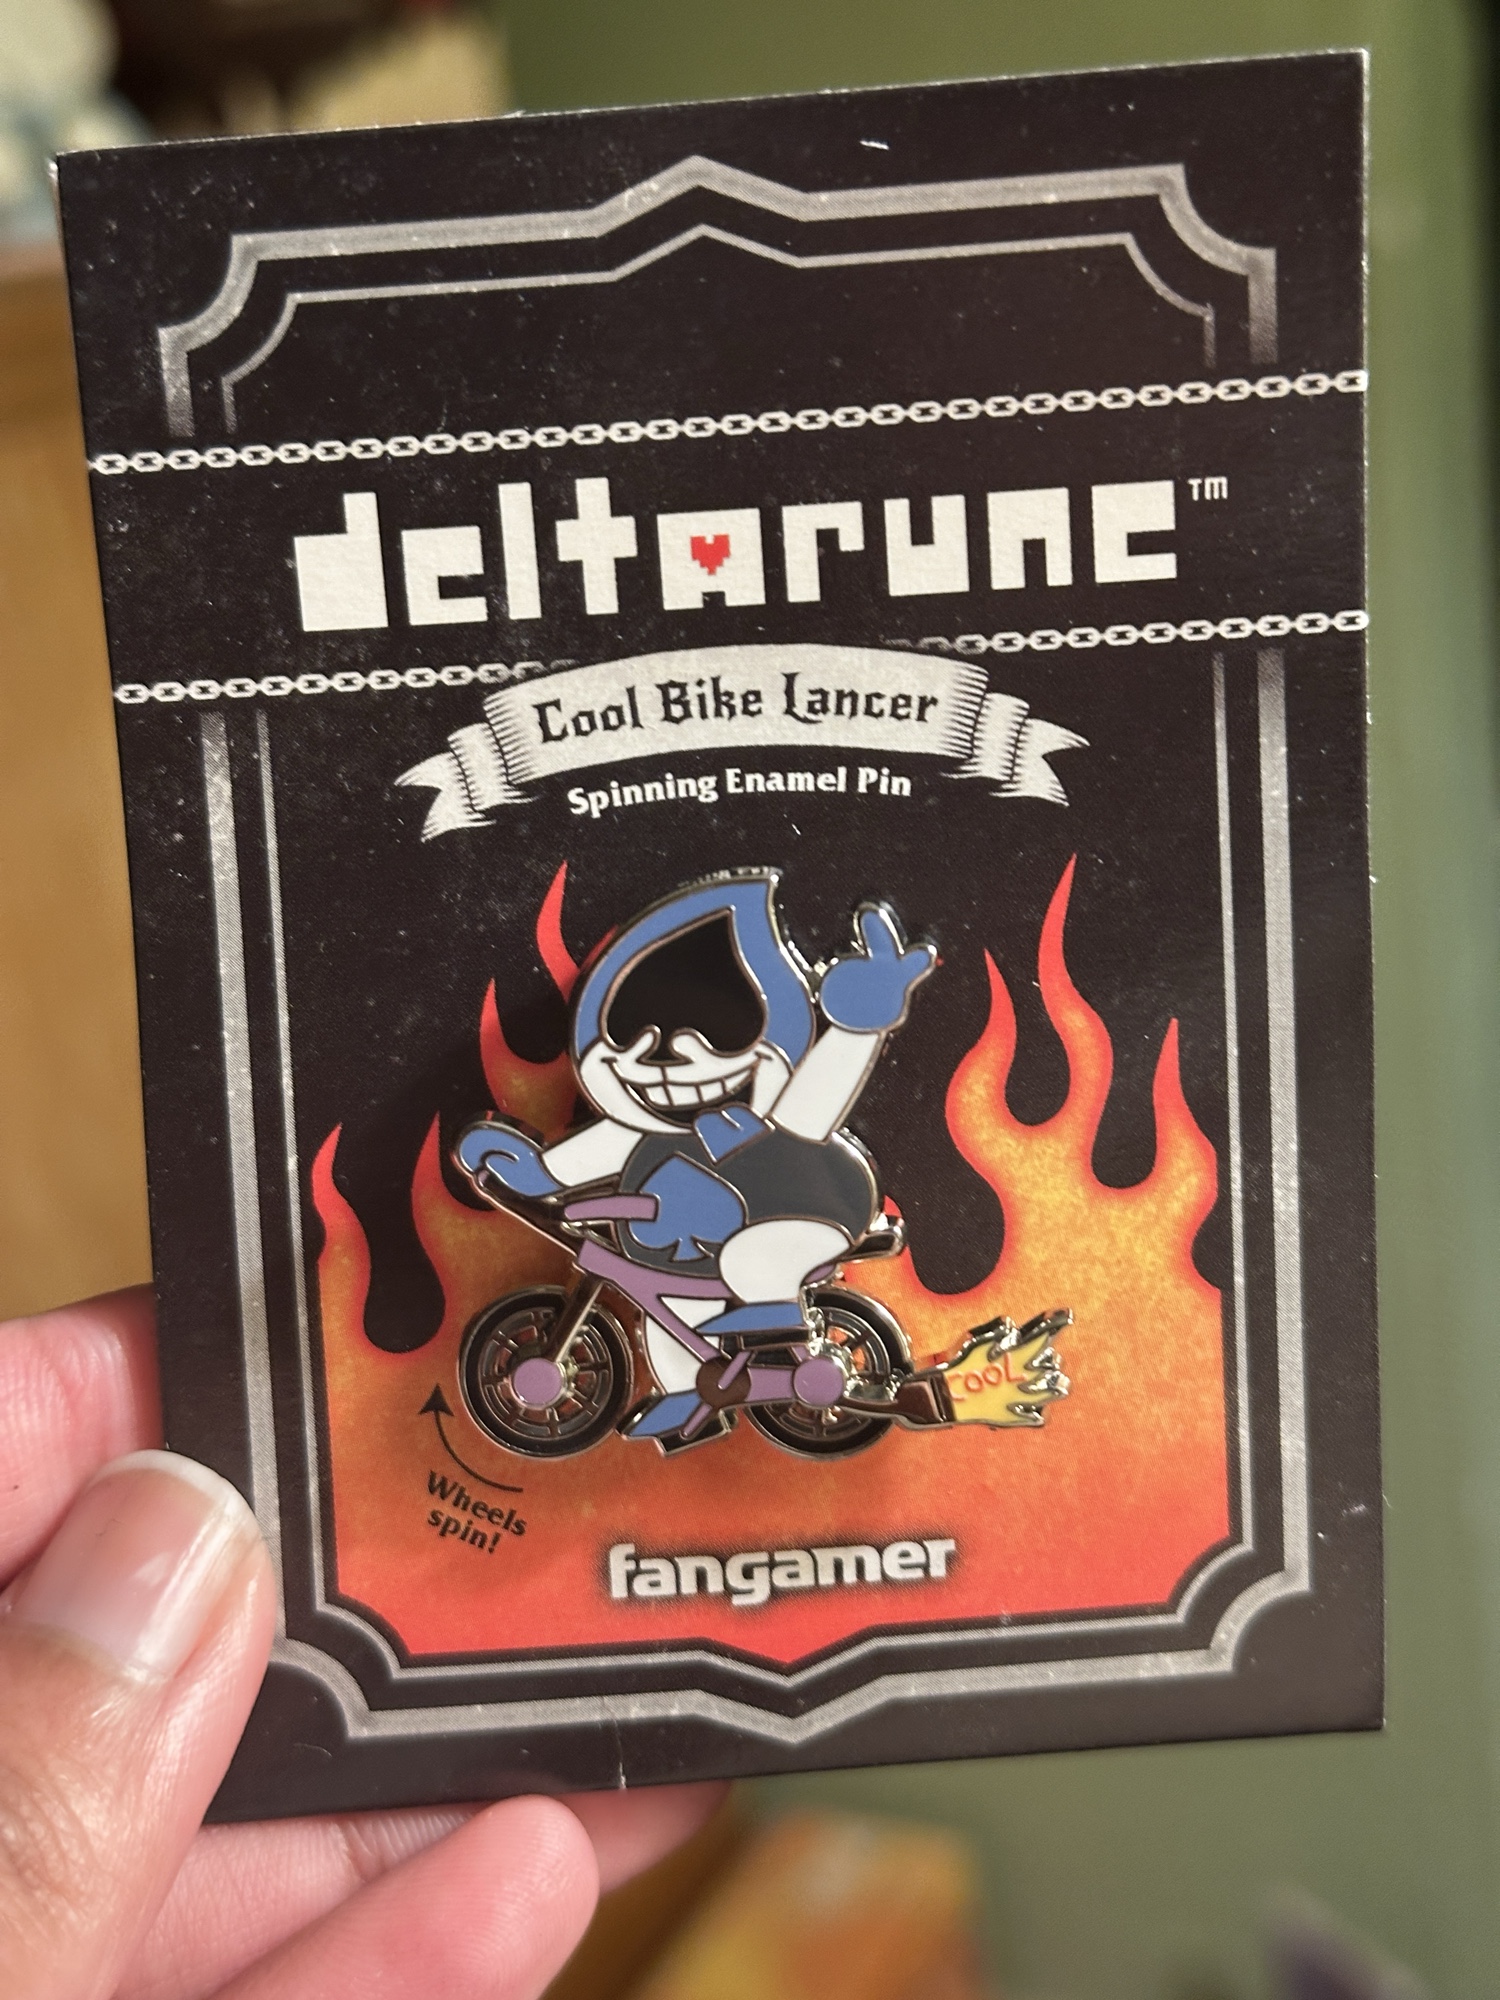 deltarune™
Cool Bike Lancer
Spinning Enamel Pin
COOL
Wheels
spin!
fangamer